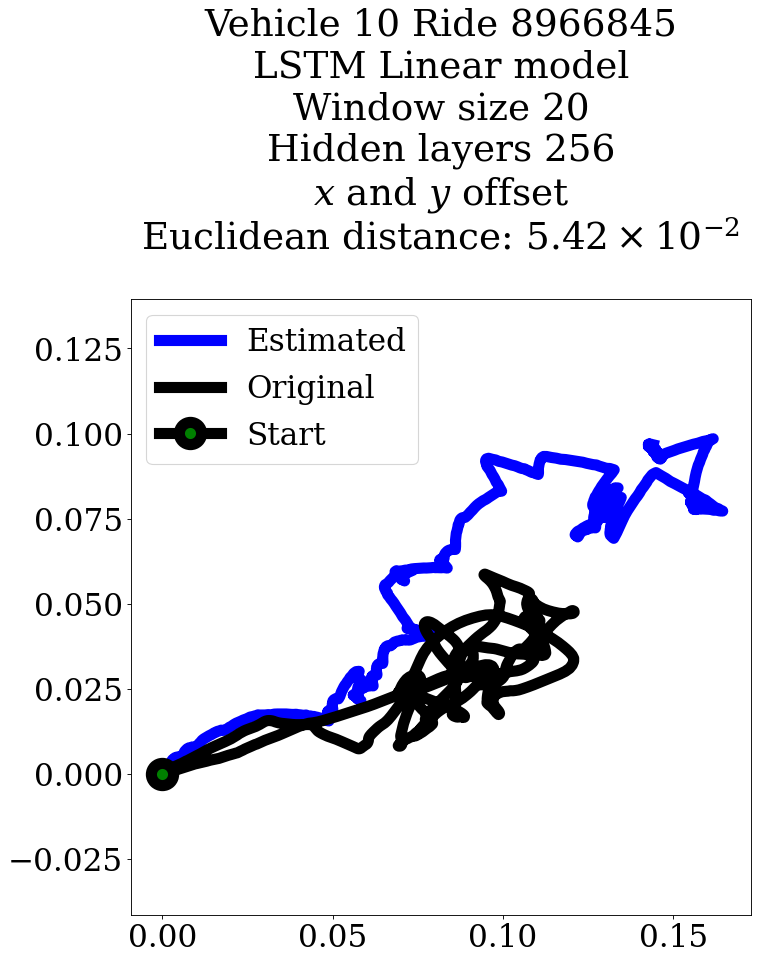 Vehicle 10 Ride 8966845
LSTM Linear model
Window size 20
Hidden layers 256
x and y offset
Euclidean distance: 5.42 × 10⁻²
Estimated
Original
Start
0.125
0.100
0.075
0.050
0.025
0.000
−0.025
0.00 0.05 0.10 0.15